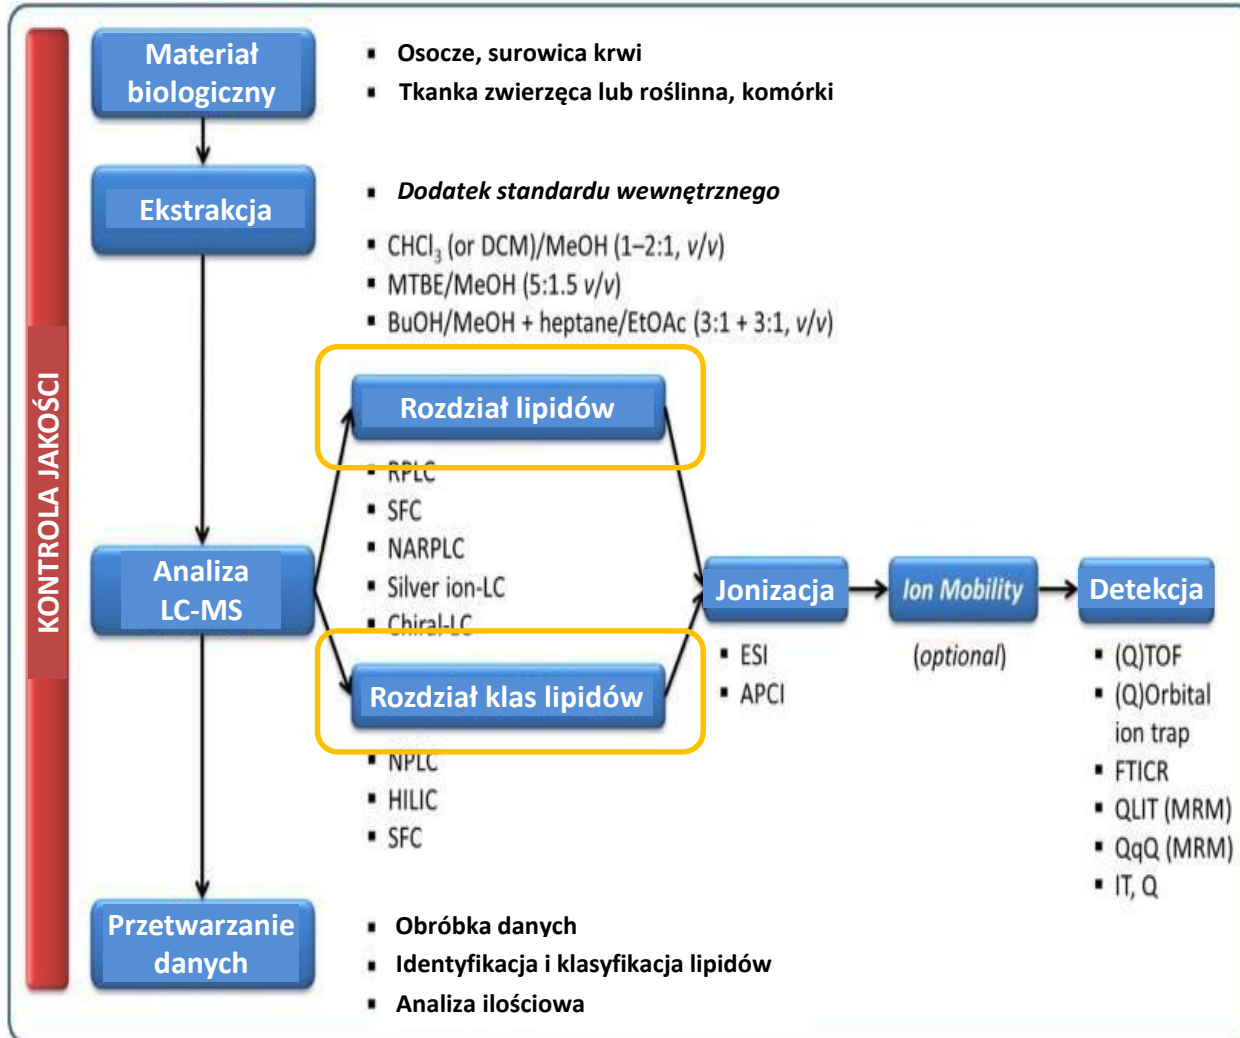 KONTROLA JAKOŚCI
Materiał
biologiczny
▪ Osocze, surowica krwi
▪ Tkanka zwierzęca lub roślinna, komórki
Ekstrakcja
▪ Dodatek standardu wewnętrznego
▪ CHCl₃ (or DCM)/MeOH (1–2:1, v/v)
▪ MTBE/MeOH (5:1.5 v/v)
▪ BuOH/MeOH + heptane/EtOAc (3:1 + 3:1, v/v)
Analiza
LC-MS
Rozdział lipidów
▪ RPLC
▪ SFC
▪ NARPLC
▪ Silver ion-LC
▪ Chiral-LC
Rozdział klas lipidów
▪ NPLC
▪ HILIC
▪ SFC
Jonizacja
▪ ESI
▪ APCI
Ion Mobility
(optional)
Detekcja
▪ (Q)TOF
▪ (Q)Orbital
ion trap
▪ FTICR
▪ QLIT (MRM)
▪ QqQ (MRM)
▪ IT, Q
Przetwarzanie
danych
▪ Obróbka danych
▪ Identyfikacja i klasyfikacja lipidów
▪ Analiza ilościowa